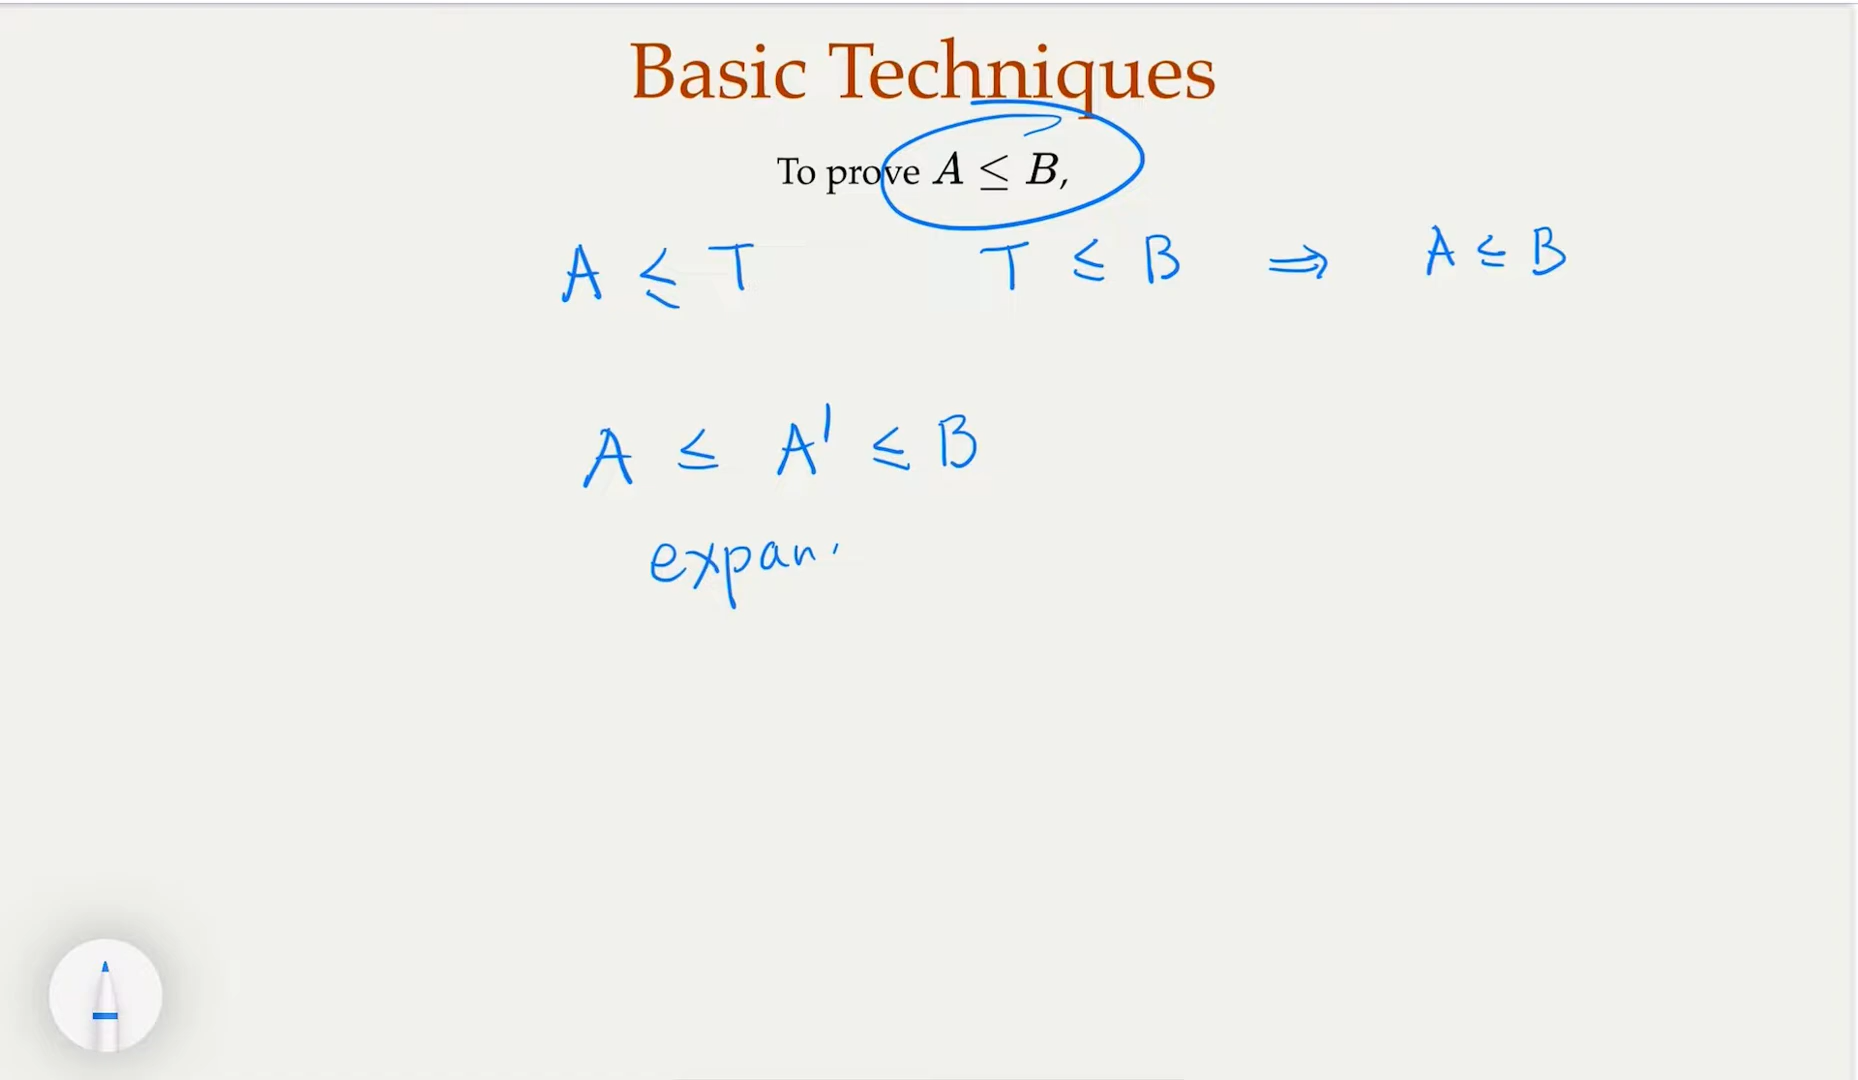 Basic Techniques
To prove A ≤ B,
A ≤ T T ≤ B ⇒ A ≤ B
A ≤ A' ≤ B
expan